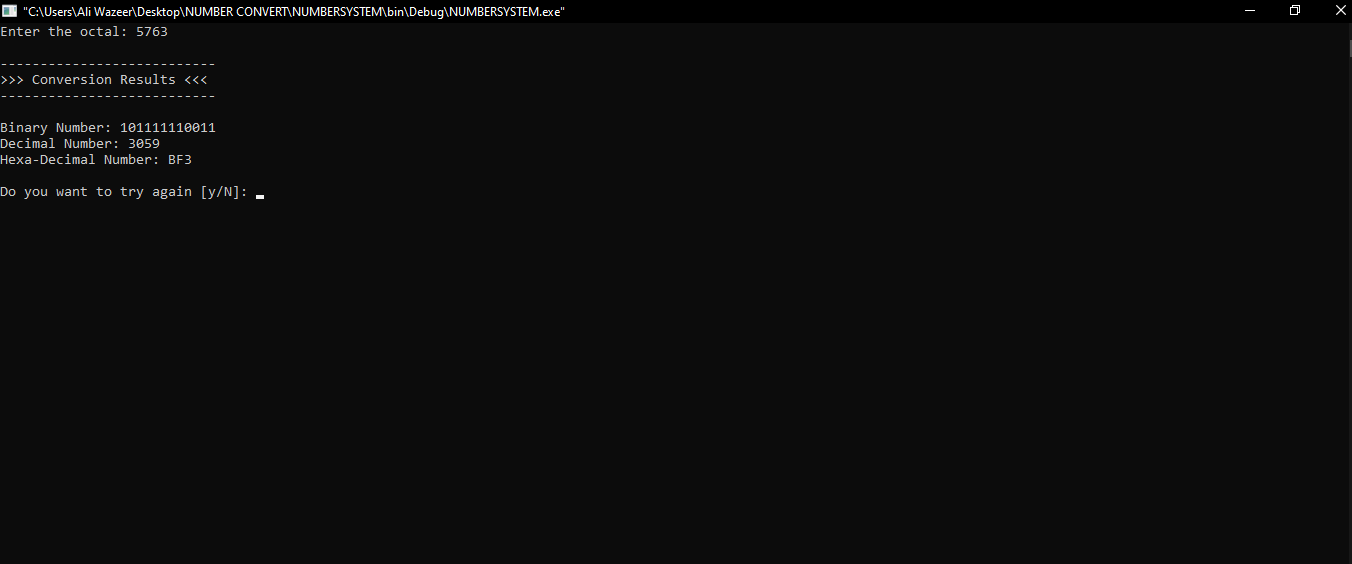 "C:\Users\Ali Wazeer\Desktop\NUMBER CONVERT\NUMBERSYSTEM\bin\Debug\NUMBERSYSTEM.exe"
Enter the octal: 5763
---------------------------
>>> Conversion Results <<<
---------------------------
Binary Number: 101111110011
Decimal Number: 3059
Hexa-Decimal Number: BF3
Do you want to try again [y/N]: